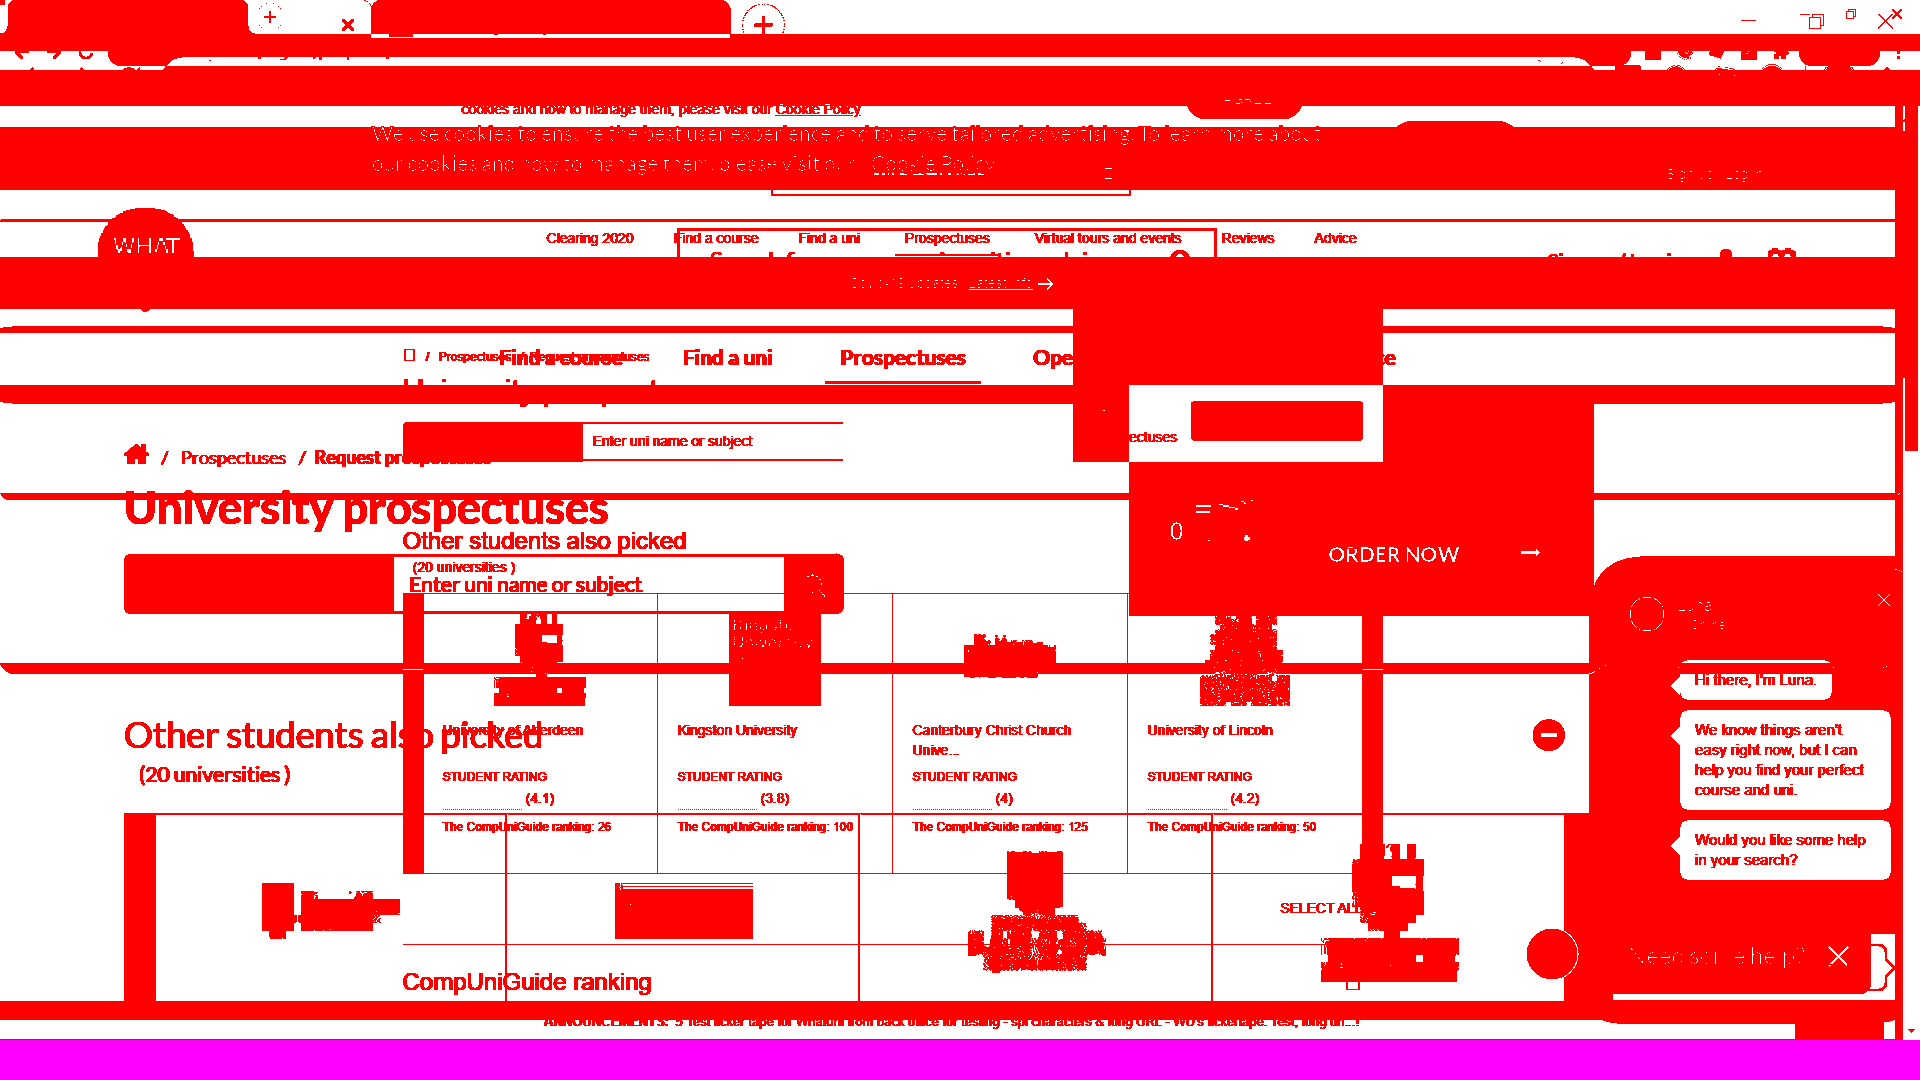 cookies and how to manage them, please visit our Cookie Policy
We use cookies to ensure the best user experience and to serve tailored advertising. To learn more about
our cookies and how to manage them please visit our Cookie Policy
WHAT
Clearing 2020 Find a course Find a uni Prospectuses Virtual tours and events Reviews Advice
Latest info →
/ Prospectuses / Request prospectuses
Find a course Find a uni Prospectuses
University prospectuses
Enter uni name or subject
/ Prospectuses / Request prospectuses
University prospectuses
0
ORDER NOW →
Other students also picked
(20 universities )
Enter uni name or subject
Luna
Hi there, I'm Luna.
We know things aren't
easy right now, but I can
help you find your perfect
course and uni.
Would you like some help
in your search?
Other students also picked
(20 universities )
University of Aberdeen
STUDENT RATING
(4.1)
The CompUniGuide ranking: 26
Kingston University
STUDENT RATING
(3.8)
The CompUniGuide ranking: 100
Canterbury Christ Church
Unive...
STUDENT RATING
(4)
The CompUniGuide ranking: 125
University of Lincoln
STUDENT RATING
(4.2)
The CompUniGuide ranking: 50
SELECT ALL
Need some help?
CompUniGuide ranking